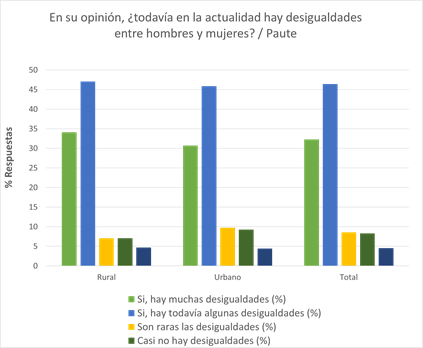 En su opinión, ¿todavía en la actualidad hay desigualdades
entre hombres y mujeres? / Paute
% Respuestas
50
45
40
35
30
25
20
15
10
5
0
Rural
Urbano
Total
Si, hay muchas desigualdades (%)
Si, hay todavía algunas desigualdades (%)
Son raras las desigualdades (%)
Casi no hay desigualdades (%)